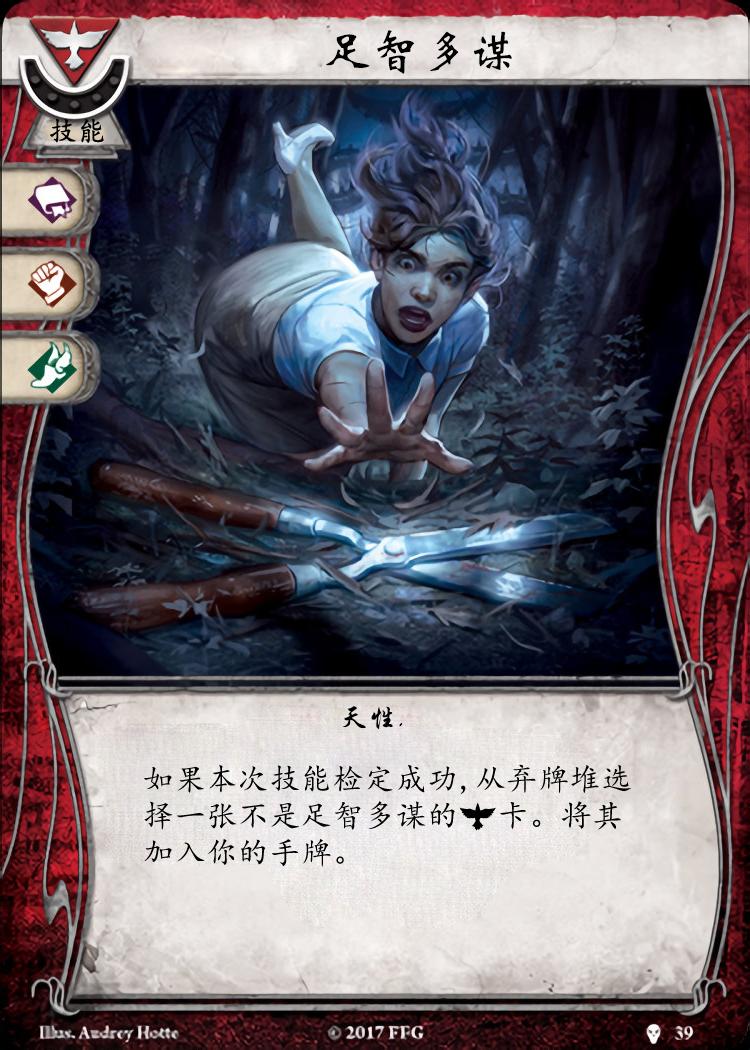 足智多谋
技能
天性.
如果本次技能检定成功,从弃牌堆选
择一张不是足智多谋的卡。将其
加入你的手牌。
Illus. Audrey Hotte
© 2017 FFG
39